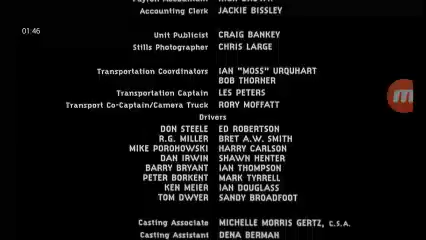 Accounting Clerk JACKIE BISSLEY
01:46
Unit Publicist CRAIG BANKEY
Stills Photographer CHRIS LARGE
Transportation Coordinators IAN "MOSS" URQUHART
BOB THORNER
Transportation Captain LES PETERS
Transport Co-Captain/Camera Truck RORY MOFFATT
Drivers
DON STEELE ED ROBERTSON
R.G. MILLER BRET A.W. SMITH
MIKE POROHOWSKI HARRY CARLSON
DAN IRWIN SHAWN HENTER
BARRY BRYANT IAN THOMPSON
PETER BORKENT MARK TYRRELL
KEN MEIER IAN DOUGLASS
TOM DWYER SANDY BROADFOOT
Casting Associate MICHELLE MORRIS GERTZ, C.S.A.
Casting Assistant DENA BERMAN